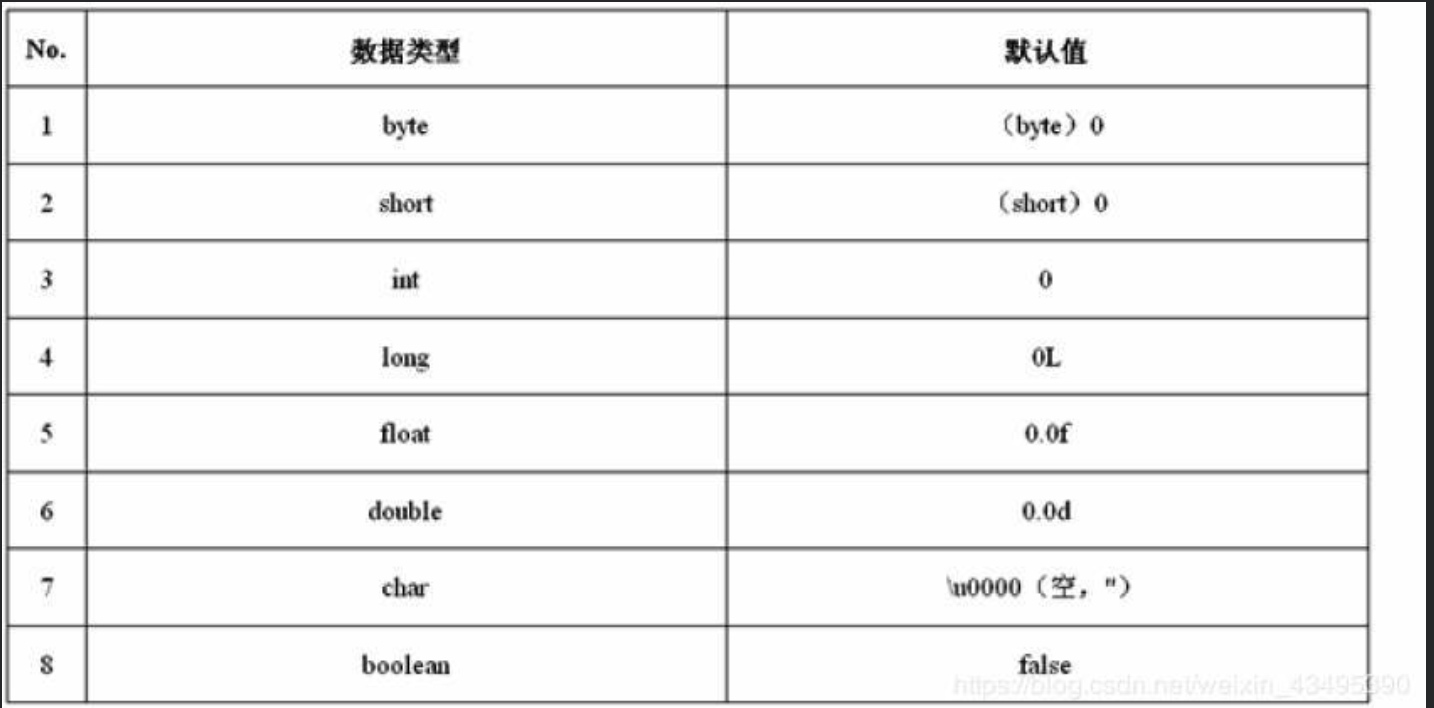 No. 数据类型 默认值
1 byte （byte）0
2 short （short）0
3 int 0
4 long 0L
5 float 0.0f
6 double 0.0d
7 char \u0000（空，"）
8 boolean false
https://blog.csdn.net/weixin_43495390